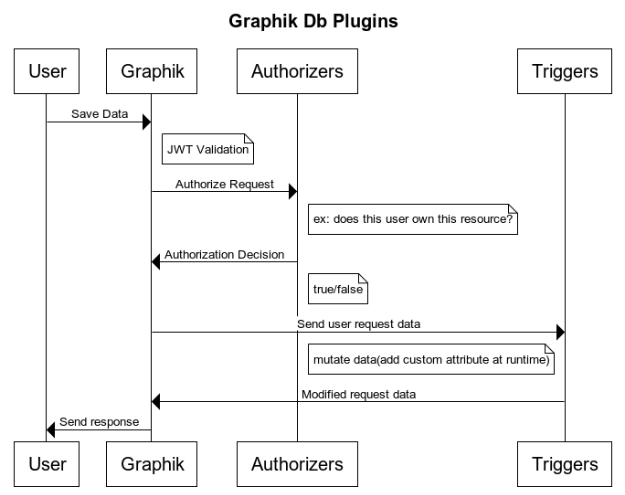 Graphik Db Plugins
User
Graphik
Authorizers
Triggers
Save Data
JWT Validation
Authorize Request
ex: does this user own this resource?
Authorization Decision
true/false
Send user request data
mutate data(add custom attribute at runtime)
Modified request data
Send response
User
Graphik
Authorizers
Triggers